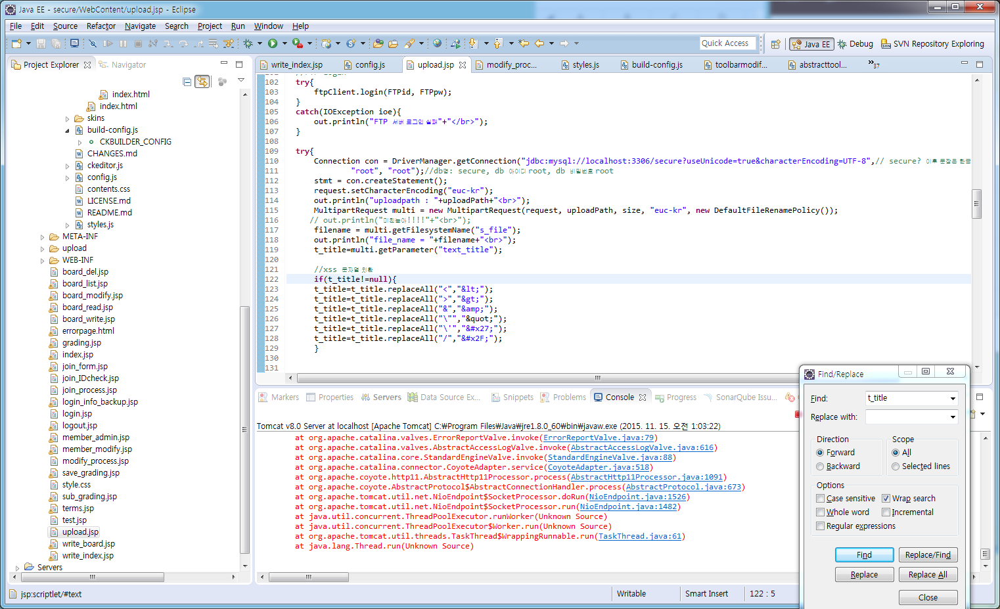 Java EE - secure/WebContent/upload.jsp - Eclipse
File Edit Source Refactor Navigate Search Project Run Window Help
Quick Access
Java EE
Debug
SVN Repository Exploring
Project Explorer
Navigator
index.html
index.html
skins
build-config.js
CKBUILDER_CONFIG
CHANGES.md
ckeditor.js
config.js
contents.css
LICENSE.md
README.md
styles.js
META-INF
upload
WEB-INF
board_del.jsp
board_list.jsp
board_modify.jsp
board_read.jsp
board_write.jsp
errorpage.html
grading.jsp
index.jsp
join_form.jsp
join_IDcheck.jsp
join_process.jsp
login_info_backup.jsp
login.jsp
logout.jsp
member_admin.jsp
member_modify.jsp
modify_process.jsp
save_grading.jsp
style.css
sub_grading.jsp
terms.jsp
test.jsp
upload.jsp
write_board.jsp
write_index.jsp
Servers
write_index.jsp config.js upload.jsp modify_proc... styles.js build-config.js toolbarmodif... abstracttool... »37
102 try{
103 ftpClient.login(FTPid, FTPpw);
104 }
105 catch(IOException ioe){
106 out.println("FTP 서버 로그인 실패"+"</br>");
107 }
108
109 try{
110 Connection con = DriverManager.getConnection("jdbc:mysql://localhost:3306/secure?useUnicode=true&characterEncoding=UTF-8",// secure? 이후 문장은 한글
111 "root", "root");//db명: secure, db 아이디 root, db 비밀번호 root
112 stmt = con.createStatement();
113 request.setCharacterEncoding("euc-kr");
114 out.println("uploadpath : "+uploadPath+"<br>");
115 MultipartRequest multi = new MultipartRequest(request, uploadPath, size, "euc-kr", new DefaultFileRenamePolicy());
116 // out.println("미친놈아!!!!"+"<br>");
117 filename = multi.getFilesystemName("s_file");
118 out.println("file_name = "+filename+"<br>");
119 t_title=multi.getParameter("text_title");
120
121 //xss 문자열 치환
122 if(t_title!=null){
123 t_title=t_title.replaceAll("<","&lt;");
124 t_title=t_title.replaceAll(">","&gt;");
125 t_title=t_title.replaceAll("&","&amp;");
126 t_title=t_title.replaceAll("\"","&quot;");
127 t_title=t_title.replaceAll("\'","&#x27;");
128 t_title=t_title.replaceAll("/","&#x2F;");
129 }
130
131
Markers Properties Servers Data Source Ex... Snippets Problems Console Progress SonarQube Issu...
Tomcat v8.0 Server at localhost [Apache Tomcat] C:₩Program Files₩Java₩jre1.8.0_60₩bin₩javaw.exe (2015. 11. 15. 오전 1:03:22)
at org.apache.catalina.valves.ErrorReportValve.invoke(ErrorReportValve.java:79)
at org.apache.catalina.valves.AbstractAccessLogValve.invoke(AbstractAccessLogValve.java:616)
at org.apache.catalina.core.StandardEngineValve.invoke(StandardEngineValve.java:88)
at org.apache.catalina.connector.CoyoteAdapter.service(CoyoteAdapter.java:518)
at org.apache.coyote.http11.AbstractHttp11Processor.process(AbstractHttp11Processor.java:1091)
at org.apache.coyote.AbstractProtocol$AbstractConnectionHandler.process(AbstractProtocol.java:673)
at org.apache.tomcat.util.net.NioEndpoint$SocketProcessor.doRun(NioEndpoint.java:1526)
at org.apache.tomcat.util.net.NioEndpoint$SocketProcessor.run(NioEndpoint.java:1482)
at java.util.concurrent.ThreadPoolExecutor.runWorker(Unknown Source)
at java.util.concurrent.ThreadPoolExecutor$Worker.run(Unknown Source)
at org.apache.tomcat.util.threads.TaskThread$WrappingRunnable.run(TaskThread.java:61)
at java.lang.Thread.run(Unknown Source)
Find/Replace
Find: t_title
Replace with:
Direction
Forward
Backward
Scope
All
Selected lines
Options
Case sensitive
Wrap search
Whole word
Incremental
Regular expressions
Find
Replace/Find
Replace
Replace All
Close
jsp:scriptlet/#text
Writable
Smart Insert
122 : 5